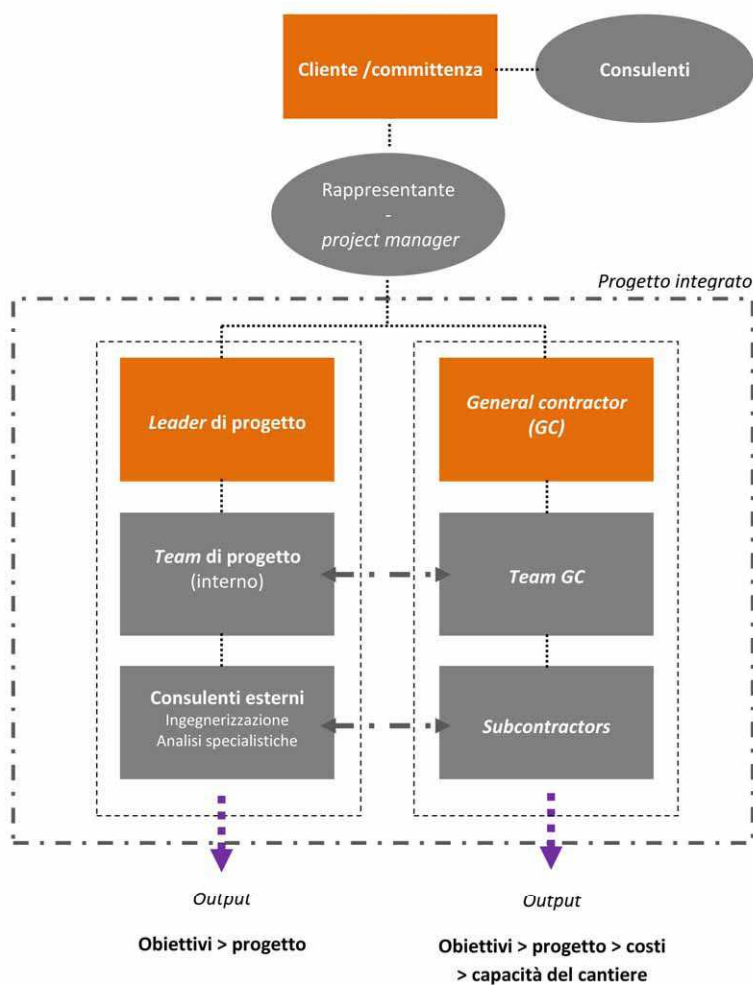 Cliente /committenza
Consulenti
Rappresentante
-
project manager
Progetto integrato
Leader di progetto
General contractor
(GC)
Team di progetto
(interno)
Team GC
Consulenti esterni
Ingegnerizzazione
Analisi specialistiche
Subcontractors
Output
Output
Obiettivi > progetto
Obiettivi > progetto > costi
> capacità del cantiere